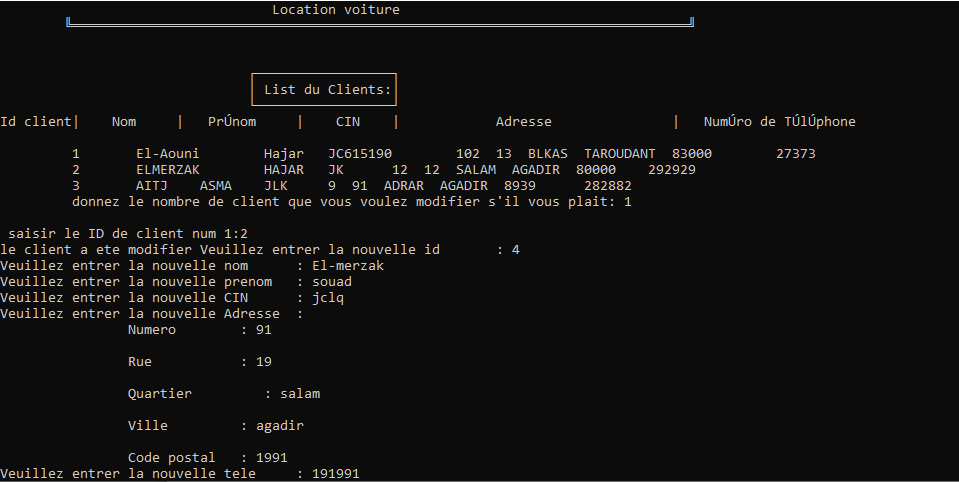 Location voiture
List du Clients:
Id client| Nom | PrÚnom | CIN | Adresse | NumÚro de TÚlÚphone
1 El-Aouni Hajar JC615190 102 13 BLKAS TAROUDANT 83000 27373
2 ELMERZAK HAJAR JK 12 12 SALAM AGADIR 80000 292929
3 AITJ ASMA JLK 9 91 ADRAR AGADIR 8939 282882
donnez le nombre de client que vous voulez modifier s'il vous plait: 1
saisir le ID de client num 1:2
le client a ete modifier Veuillez entrer la nouvelle id : 4
Veuillez entrer la nouvelle nom : El-merzak
Veuillez entrer la nouvelle prenom : souad
Veuillez entrer la nouvelle CIN : jclq
Veuillez entrer la nouvelle Adresse :
Numero : 91
Rue : 19
Quartier : salam
Ville : agadir
Code postal : 1991
Veuillez entrer la nouvelle tele : 191991